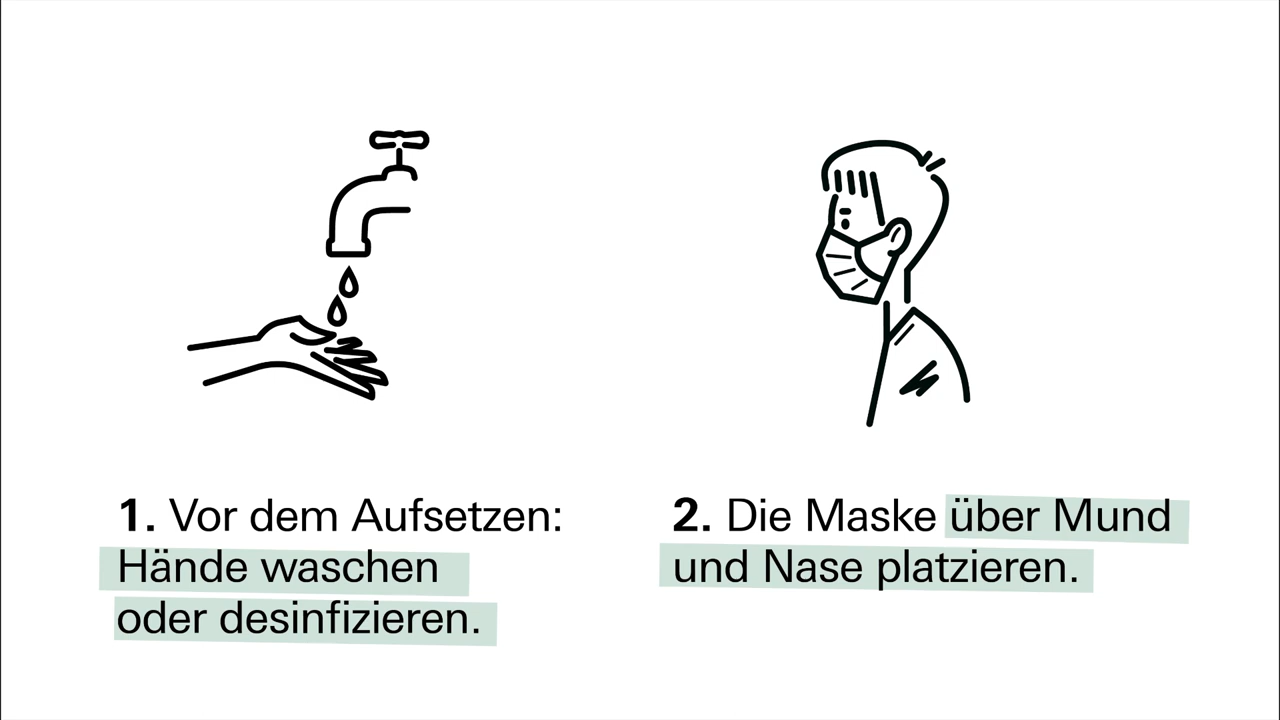 1. Vor dem Aufsetzen:
Hände waschen
oder desinfizieren.
2. Die Maske über Mund
und Nase platzieren.